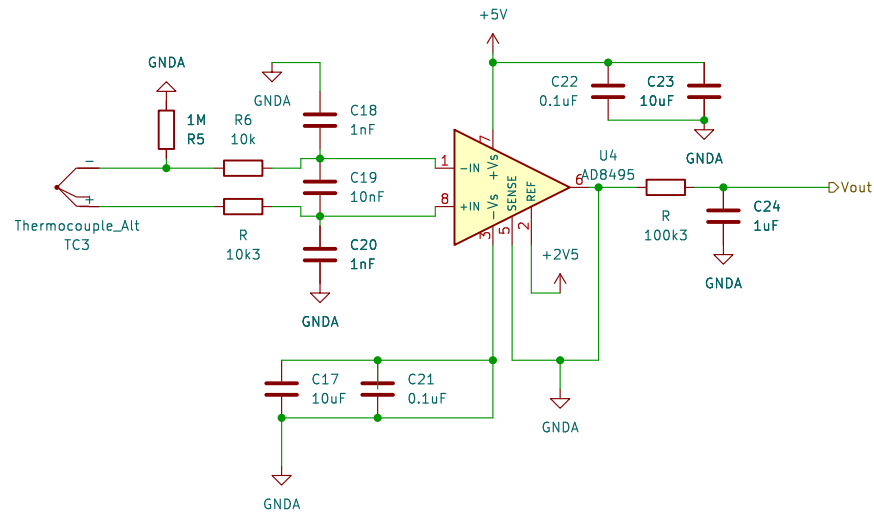 +5V
GNDA
GNDA
C22
0.1uF
C23
10uF
1M
R5
R6
10k
C18
1nF
GNDA
−
+
Thermocouple_Alt
TC3
C19
10nF
1
−IN
+Vs
7
U4
AD8495
6
8
+IN
−Vs
SENSE
REF
3
5
2
R
100k3
Vout
C24
1uF
R
10k3
C20
1nF
+2V5
GNDA
GNDA
C17
10uF
C21
0.1uF
GNDA
GNDA